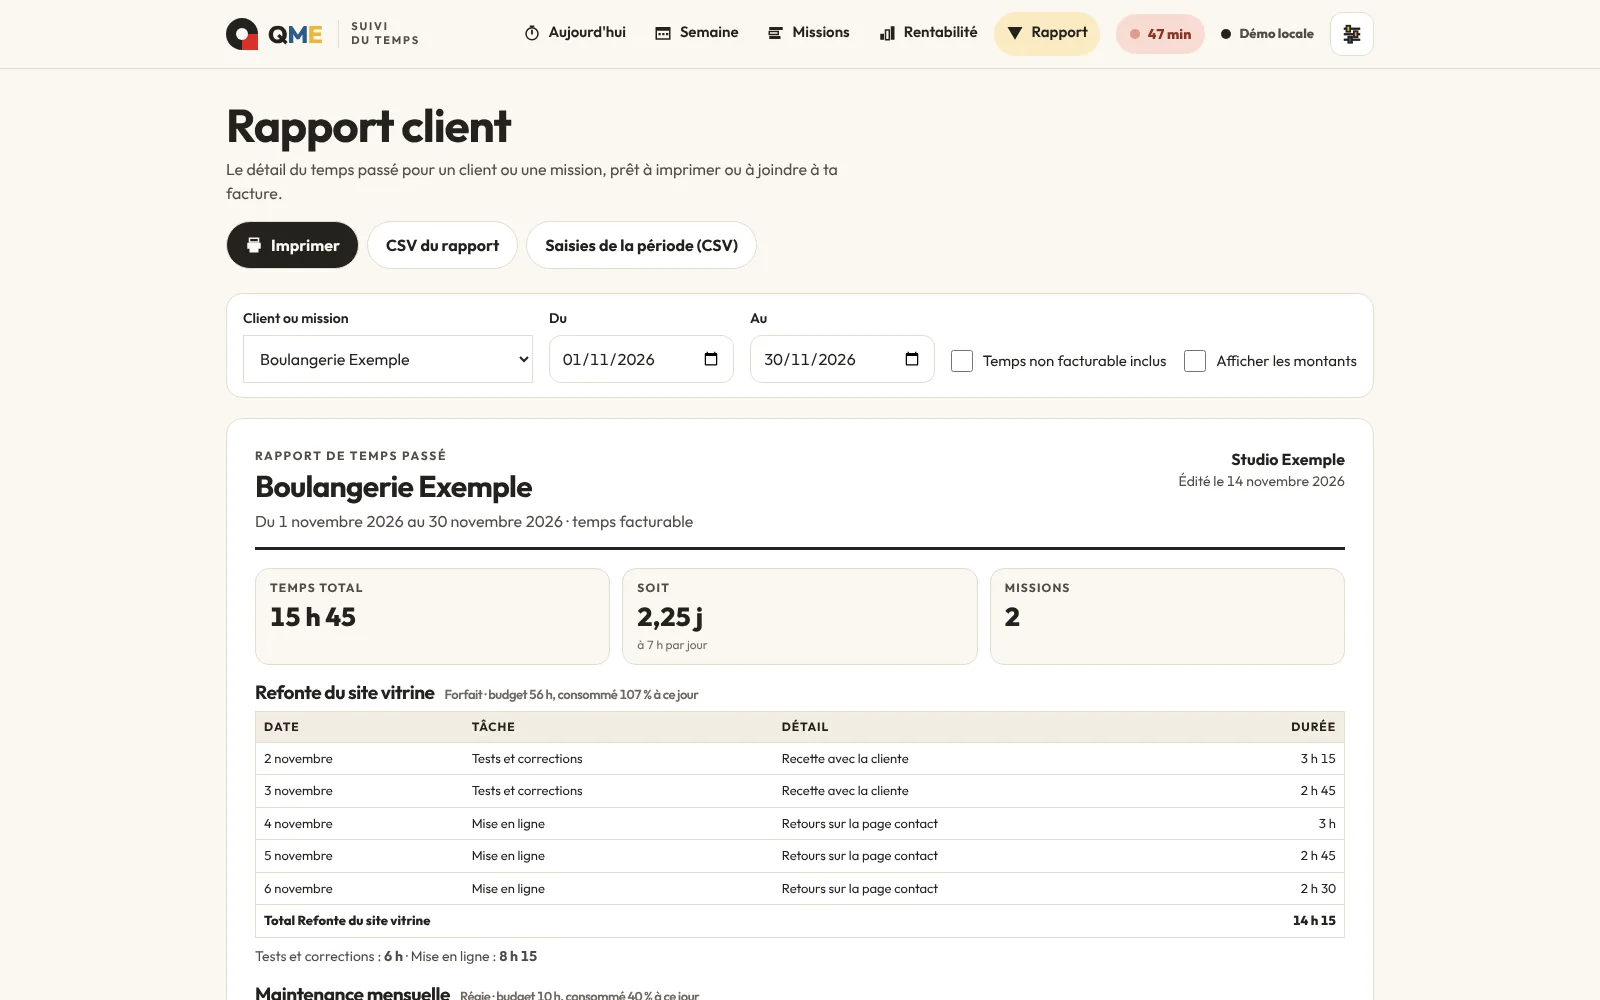 QME
SUIVI
DU TEMPS
Aujourd'hui
Semaine
Missions
Rentabilité
Rapport
47 min
Démo locale
Rapport client
Le détail du temps passé pour un client ou une mission, prêt à imprimer ou à joindre à ta
facture.
Imprimer
CSV du rapport
Saisies de la période (CSV)
Client ou mission
Du
Au
Boulangerie Exemple
01/11/2026
30/11/2026
Temps non facturable inclus
Afficher les montants
RAPPORT DE TEMPS PASSÉ
Boulangerie Exemple
Du 1 novembre 2026 au 30 novembre 2026 · temps facturable
Studio Exemple
Édité le 14 novembre 2026
TEMPS TOTAL
15 h 45
SOIT
2,25 j
à 7 h par jour
MISSIONS
2
Refonte du site vitrine Forfait · budget 56 h, consommé 107 % à ce jour
DATE TÂCHE DÉTAIL DURÉE
2 novembre Tests et corrections Recette avec la cliente 3 h 15
3 novembre Tests et corrections Recette avec la cliente 2 h 45
4 novembre Mise en ligne Retours sur la page contact 3 h
5 novembre Mise en ligne Retours sur la page contact 2 h 45
6 novembre Mise en ligne Retours sur la page contact 2 h 30
Total Refonte du site vitrine 14 h 15
Tests et corrections : 6 h · Mise en ligne : 8 h 15
Maintenance mensuelle Régie · budget 10 h, consommé 40 % à ce jour